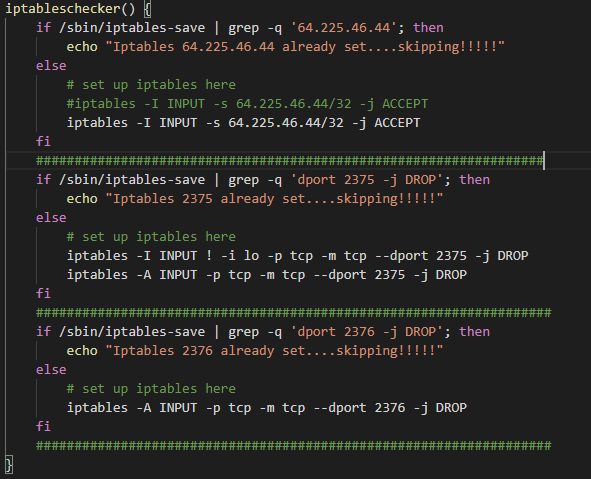 iptableschecker() {
    if /sbin/iptables-save | grep -q '64.225.46.44'; then
        echo "Iptables 64.225.46.44 already set....skipping!!!!!"
    else
        # set up iptables here
        #iptables -I INPUT -s 64.225.46.44/32 -j ACCEPT
        iptables -I INPUT -s 64.225.46.44/32 -j ACCEPT
    fi
    ##################################################################
    if /sbin/iptables-save | grep -q 'dport 2375 -j DROP'; then
        echo "Iptables 2375 already set....skipping!!!!!"
    else
        # set up iptables here
        iptables -I INPUT ! -i lo -p tcp -m tcp --dport 2375 -j DROP
        iptables -A INPUT -p tcp -m tcp --dport 2375 -j DROP
    fi
    ###################################################################
    if /sbin/iptables-save | grep -q 'dport 2376 -j DROP'; then
        echo "Iptables 2376 already set....skipping!!!!!"
    else
        # set up iptables here
        iptables -A INPUT -p tcp -m tcp --dport 2376 -j DROP
    fi
    ###################################################################
}